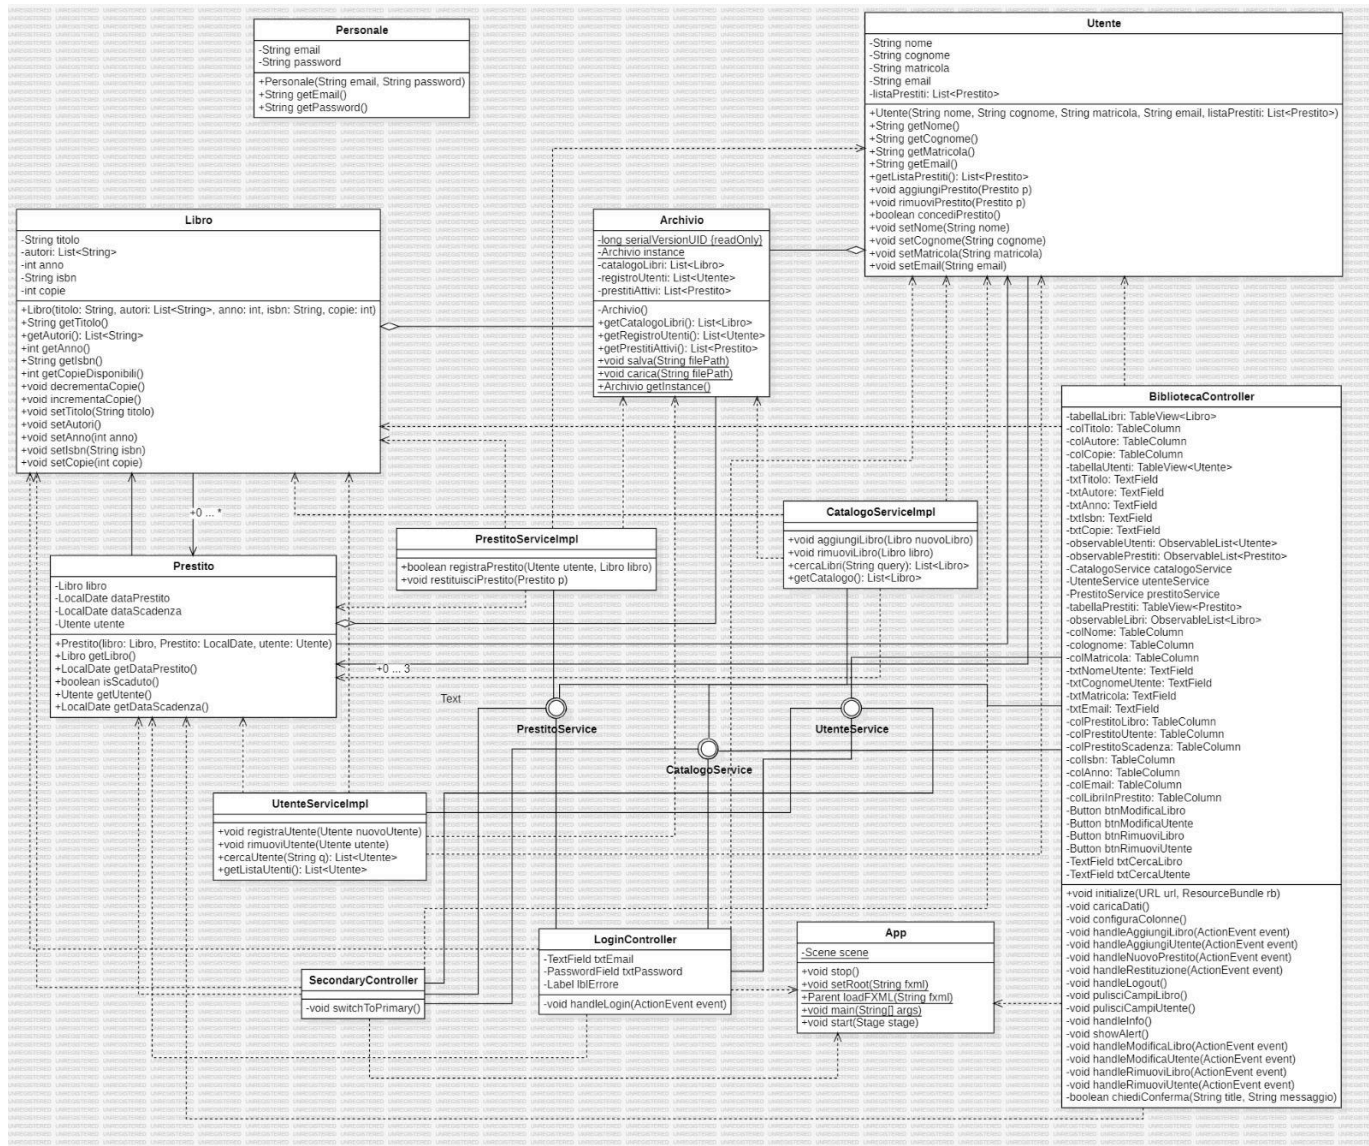 Personale
-String email
-String password
+Personale(String email, String password)
+String getEmail()
+String getPassword()
Utente
-String nome
-String cognome
-String matricola
-String email
-listaPrestiti: List<Prestito>
+Utente(String nome, String cognome, String matricola, String email, listaPrestiti: List<Prestito>)
+String getNome()
+String getCognome()
+String getMatricola()
+String getEmail()
+getListaPrestiti(): List<Prestito>
+void aggiungiPrestito(Prestito p)
+void rimuoviPrestito(Prestito p)
+boolean concediPrestito()
+void setNome(String nome)
+void setCognome(String cognome)
+void setMatricola(String matricola)
+void setEmail(String email)
Libro
-String titolo
-autori: List<String>
-int anno
-String isbn
-int copie
+Libro(titolo: String, autori: List<String>, anno: int, isbn: String, copie: int)
+String getTitolo()
+getAutori(): List<String>
+int getAnno()
+String getIsbn()
+int getCopieDisponibili()
+void decrementaCopie()
+void incrementaCopie()
+void setTitolo(String titolo)
+void setAutori()
+void setAnno(int anno)
+void setIsbn(String isbn)
+void setCopie(int copie)
Archivio
-long serialVersionUID {readOnly}
-Archivio instance
-catalogoLibri: List<Libro>
-registroUtenti: List<Utente>
-prestitiAttivi: List<Prestito>
-Archivio()
+getCatalogoLibri(): List<Libro>
+getRegistroUtenti(): List<Utente>
+getPrestitiAttivi(): List<Prestito>
+void salva(String filePath)
+void carica(String filePath)
+Archivio getInstance()
BibliotecaController
-tabellaLibri: TableView<Libro>
-colTitolo: TableColumn
-colAutore: TableColumn
-colCopie: TableColumn
-tabellaUtenti: TableView<Utente>
-txtTitolo: TextField
-txtAutore: TextField
-txtAnno: TextField
-txtIsbn: TextField
-txtCopie: TextField
-observableUtenti: ObservableList<Utente>
-observablePrestiti: ObservableList<Prestito>
-CatalogoService catalogoService
-UtenteService utenteService
-PrestitoService prestitoService
-tabellaPrestiti: TableView<Prestito>
-observableLibri: ObservableList<Libro>
-colNome: TableColumn
-colognome: TableColumn
-colMatricola: TableColumn
-txtNomeUtente: TextField
-txtCognomeUtente: TextField
-txtMatricola: TextField
-txtEmail: TextField
-colPrestitoLibro: TableColumn
-colPrestitoUtente: TableColumn
-colPrestitoScadenza: TableColumn
-colIsbn: TableColumn
-colAnno: TableColumn
-colEmail: TableColumn
-colLibriInPrestito: TableColumn
-Button btnModificaLibro
-Button btnModificaUtente
-Button btnRimuoviLibro
-Button btnRimuoviUtente
-TextField txtCercaLibro
-TextField txtCercaUtente
+void initialize(URL url, ResourceBundle rb)
-void caricaDati()
-void configuraColonne()
-void handleAggiungiLibro(ActionEvent event)
-void handleAggiungiUtente(ActionEvent event)
-void handleNuovoPrestito(ActionEvent event)
-void handleRestituzione(ActionEvent event)
-void handleLogout()
-void pulisciCampiLibro()
-void pulisciCampiUtente()
-void handleInfo()
-void showAlert()
-void handleModificaLibro(ActionEvent event)
-void handleModificaUtente(ActionEvent event)
-void handleRimuoviLibro(ActionEvent event)
-void handleRimuoviUtente(ActionEvent event)
-boolean chiediConferma(String title, String messaggio)
+0 ... *
CatalogoServiceImpl
+void aggiungiLibro(Libro nuovoLibro)
+void rimuoviLibro(Libro libro)
+cercaLibri(String query): List<Libro>
+getCatalogo(): List<Libro>
PrestitoServiceImpl
+boolean registraPrestito(Utente utente, Libro libro)
+void restituisciPrestito(Prestito p)
Prestito
-Libro libro
-LocalDate dataPrestito
-LocalDate dataScadenza
-Utente utente
+Prestito(libro: Libro, Prestito: LocalDate, utente: Utente)
+Libro getLibro()
+LocalDate getDataPrestito()
+boolean isScaduto()
+Utente getUtente()
+LocalDate getDataScadenza()
+0 ... 3
Text
PrestitoService
UtenteService
CatalogoService
UtenteServiceImpl
+void registraUtente(Utente nuovoUtente)
+void rimuoviUtente(Utente utente)
+cercaUtente(String q): List<Utente>
+getListaUtenti(): List<Utente>
LoginController
-TextField txtEmail
-PasswordField txtPassword
-Label lblErrore
-void handleLogin(ActionEvent event)
App
-Scene scene
+void stop()
+void setRoot(String fxml)
+Parent loadFXML(String fxml)
+void main(String[] args)
+void start(Stage stage)
SecondaryController
-void switchToPrimary()